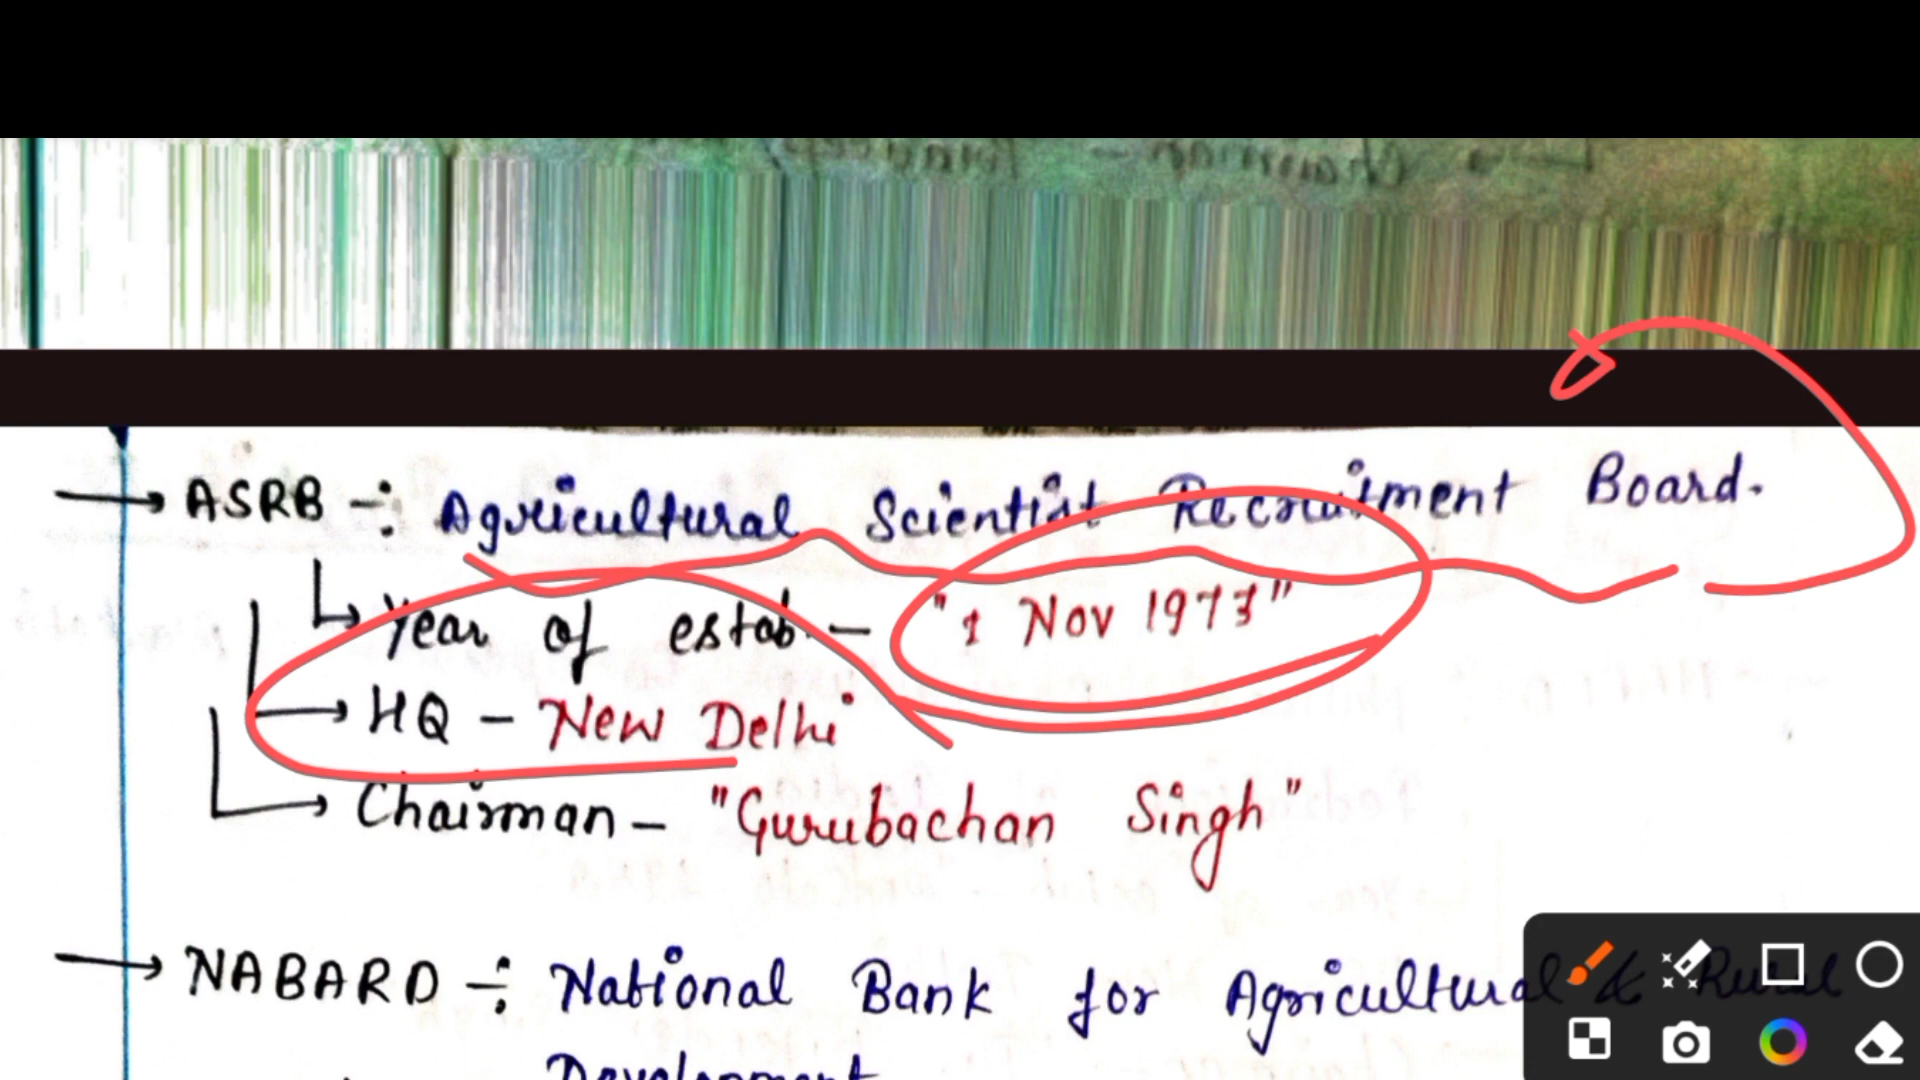 → ASRB -: Agricultural Scientist Recruitment Board.
↳ Year of estab. - "1 Nov 1973"
→ HQ - New Delhi
→ Chairman - "Gurubachan Singh"
→ NABARD -: National Bank for Agricultural & Rural
Development